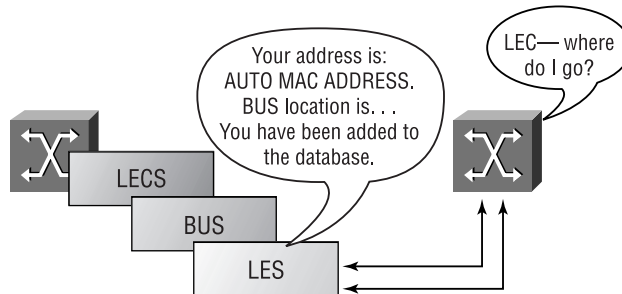 Your address is:
AUTO MAC ADDRESS.
BUS location is. . .
You have been added to
the database.
LEC— where
do I go?
LECS
BUS
LES